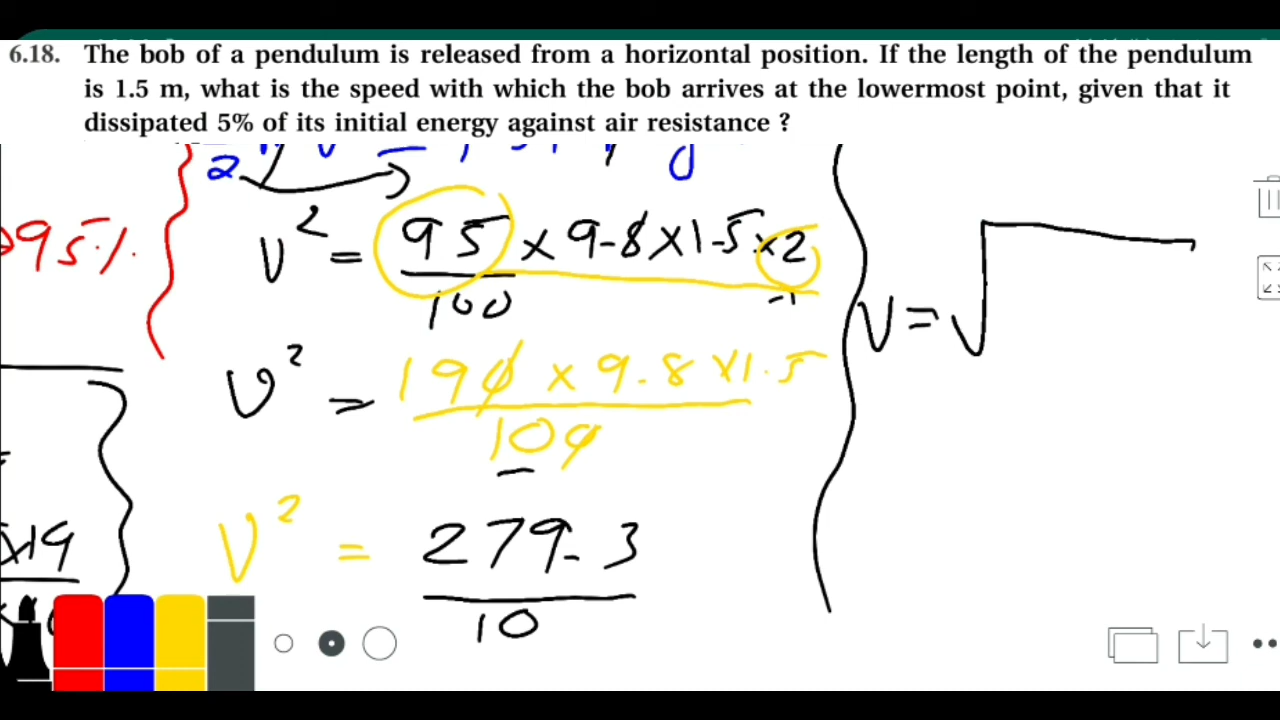 6.18. The bob of a pendulum is released from a horizontal position. If the length of the pendulum
is 1.5 m, what is the speed with which the bob arrives at the lowermost point, given that it
dissipated 5% of its initial energy against air resistance ?
2
95%
v² = 95/100 × 9.8×1.5×2/1
v² = 190 × 9.8 × 1.5/100
v² = 279.3/10
×19
V = √